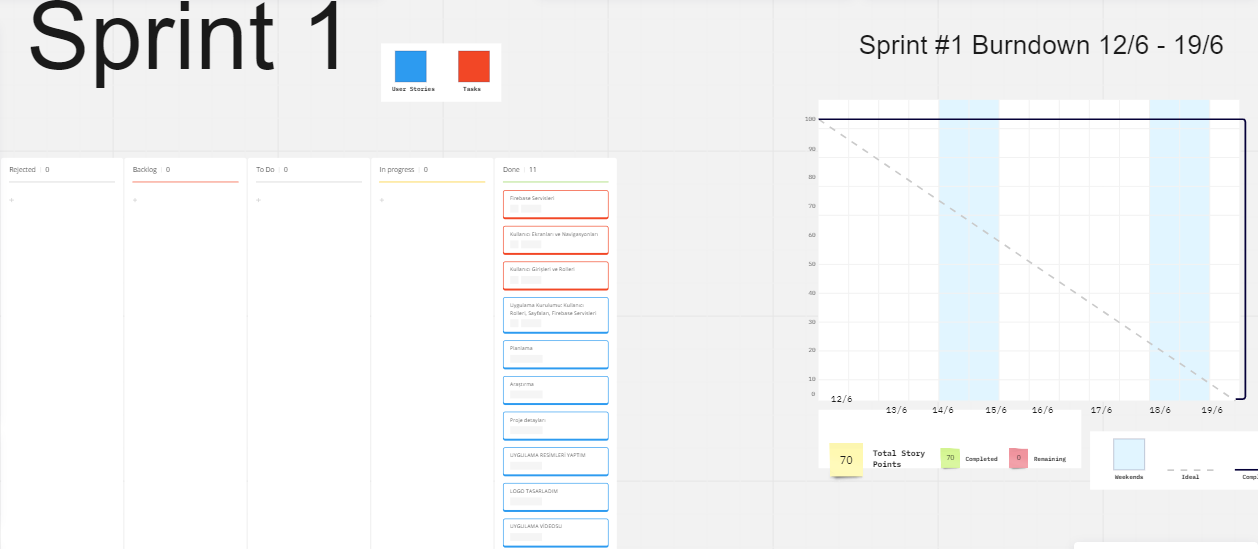 Sprint 1
User Stories
Tasks
Sprint #1 Burndown 12/6 - 19/6
Rejected | 0
Backlog | 0
To Do | 0
In progress | 0
Done | 11
Firebase Servisleri
Kullanıcı Ekranları ve Navigasyonları
Kullanıcı Girişleri ve Rolleri
Uygulama Kurulumu: Kullanıcı
Rolleri, Sayfaları, Firebase Servisleri
Planlama
Araştırma
Proje detayları
UYGULAMA RESİMLERİ YAPTIM
LOGO TASARLADIM
UYGULAMA VİDEOSU
100
90
80
70
60
50
40
30
20
10
0
12/6
13/6
14/6
15/6
16/6
17/6
18/6
19/6
70
Total Story
Points
70
Completed
0
Remaining
Weekends
Ideal
Compl